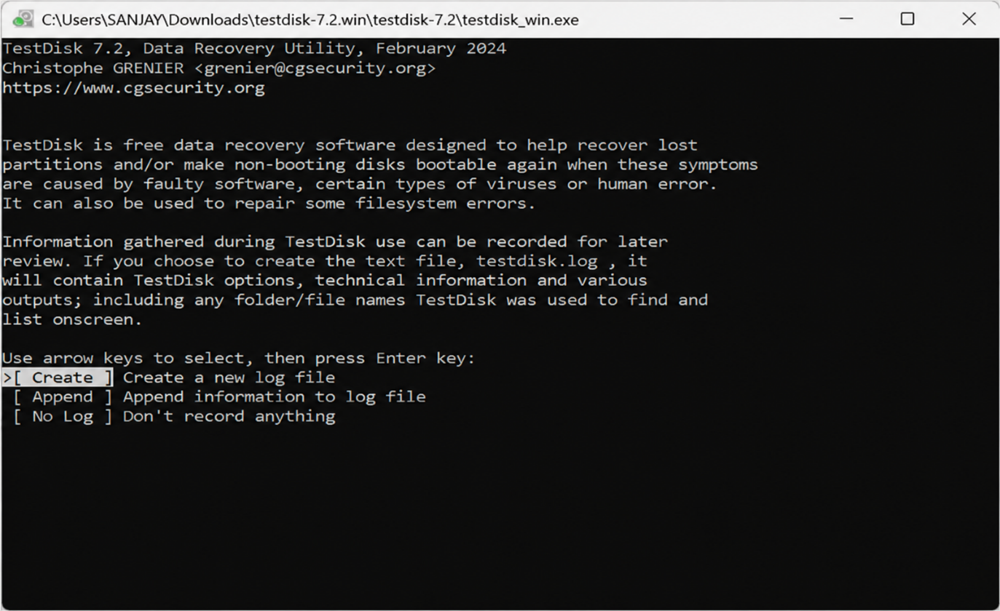 C:\Users\SANJAY\Downloads\testdisk-7.2.win\testdisk-7.2\testdisk_win.exe
TestDisk 7.2, Data Recovery Utility, February 2024
Christophe GRENIER <grenier@cgsecurity.org>
https://www.cgsecurity.org
TestDisk is free data recovery software designed to help recover lost
partitions and/or make non-booting disks bootable again when these symptoms
are caused by faulty software, certain types of viruses or human error.
It can also be used to repair some filesystem errors.
Information gathered during TestDisk use can be recorded for later
review. If you choose to create the text file, testdisk.log , it
will contain TestDisk options, technical information and various
outputs; including any folder/file names TestDisk was used to find and
list onscreen.
Use arrow keys to select, then press Enter key:
>[ Create ] Create a new log file
[ Append ] Append information to log file
[ No Log ] Don't record anything